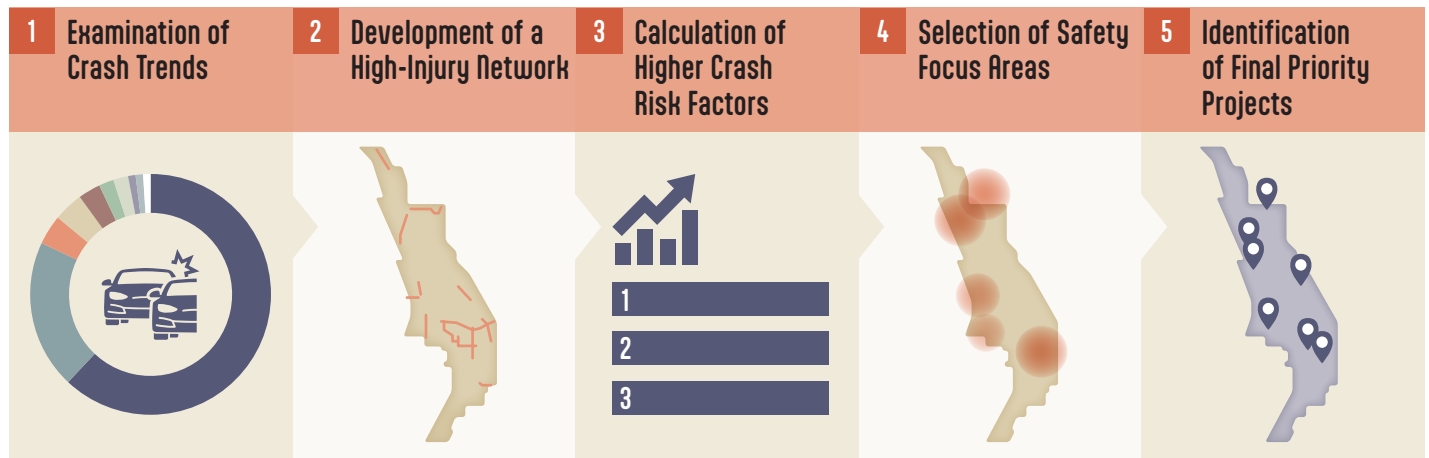 1
Examination of
Crash Trends
2
Development of a
High-Injury Network
3
Calculation of
Higher Crash
Risk Factors
1
2
3
4
Selection of Safety
Focus Areas
5
Identification
of Final Priority
Projects